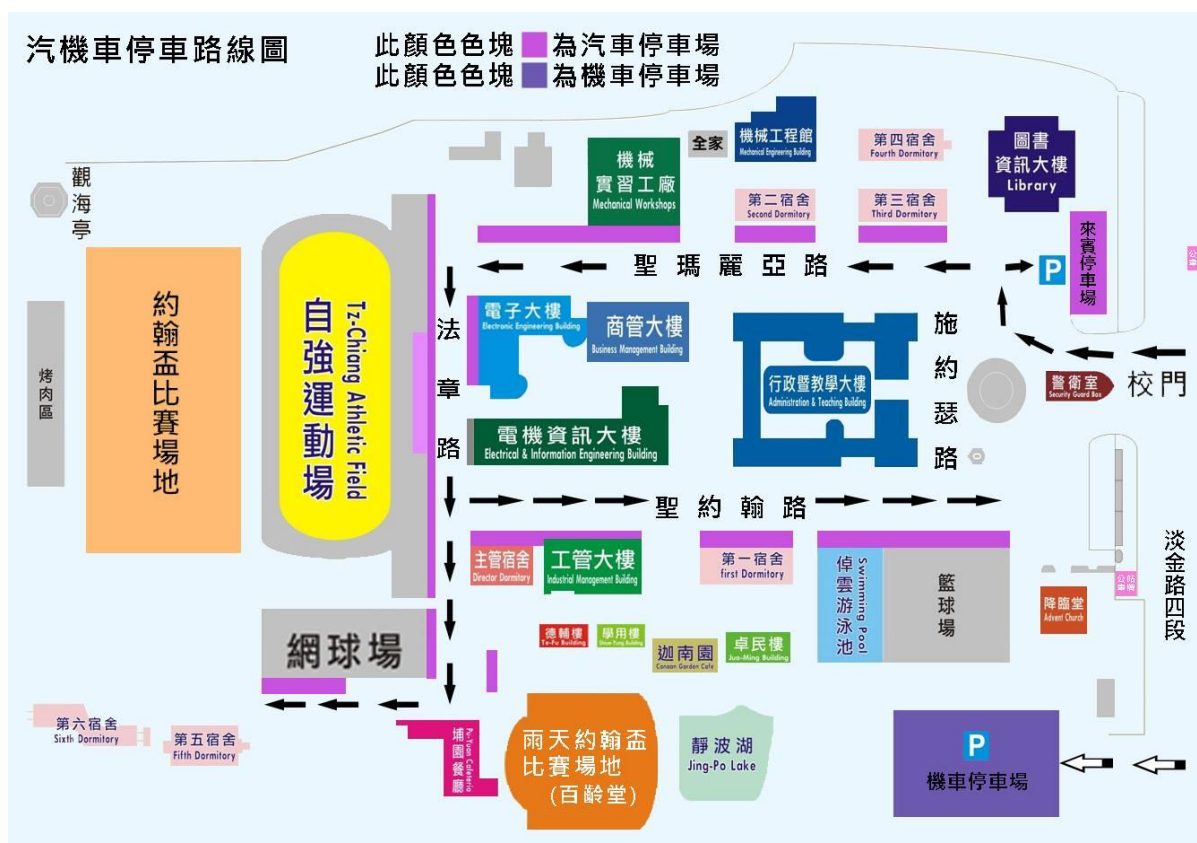 汽機車停車路線圖
此顏色色塊 為汽車停車場
此顏色色塊 為機車停車場
觀海亭
機械
實習工廠
Mechanical Workshops
全家
機械工程館
Mechanical Engineering Building
第四宿舍
Fourth Dormitory
圖書
資訊大樓
Library
第二宿舍
Second Dormitory
第三宿舍
Third Dormitory
來賓停車場
P
聖瑪麗亞路
約翰盃比賽場地
烤肉區
自強運動場
Tz-Chiang Athletic Field
法章路
電子大樓
Electronic Engineering Building
商管大樓
Business Management Building
行政暨教學大樓
Administration & Teaching Building
施約瑟路
警衛室
Security Guard Box
校門
電機資訊大樓
Electrical & Information Engineering Building
聖約翰路
主管宿舍
Director Dormitory
工管大樓
Industrial Management Building
第一宿舍
first Dormitory
倬雲游泳池
Swimming Pool
籃球場
降臨堂
Advent Church
淡金路四段
網球場
德輔樓
Te-Fu Building
學用樓
迦南園
Canaan Garden Cafe
卓民樓
Juo-Ming Building
第六宿舍
Sixth Dormitory
第五宿舍
Fifth Dormitory
埔園餐廳
Pu-Yuan Cafeteria
雨天約翰盃
比賽場地
(百齡堂)
靜波湖
Jing-Po Lake
P
機車停車場